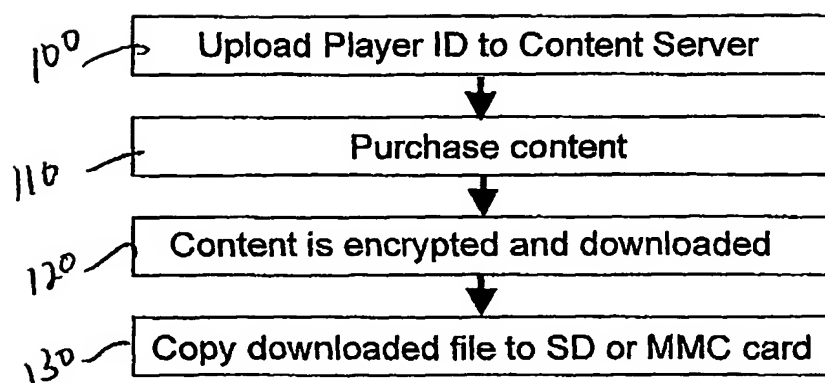 100 Upload Player ID to Content Server
110 Purchase content
120 Content is encrypted and downloaded
130 Copy downloaded file to SD or MMC card